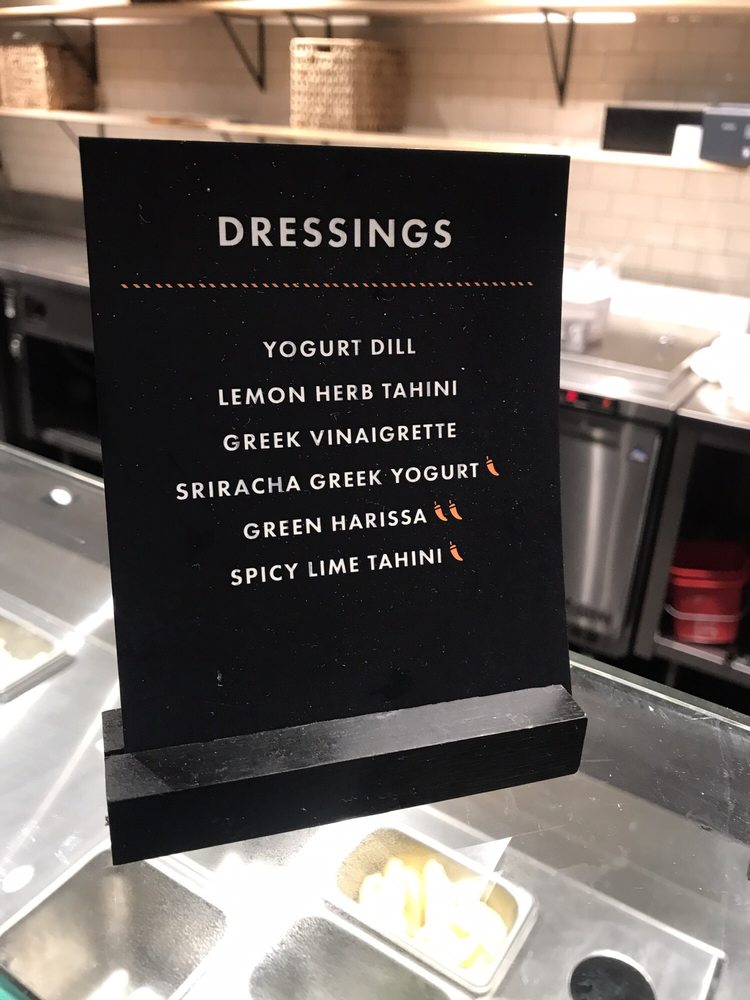 DRESSINGS
YOGURT DILL
LEMON HERB TAHINI
GREEK VINAIGRETTE
SRIRACHA GREEK YOGURT
GREEN HARISSA
SPICY LIME TAHINI